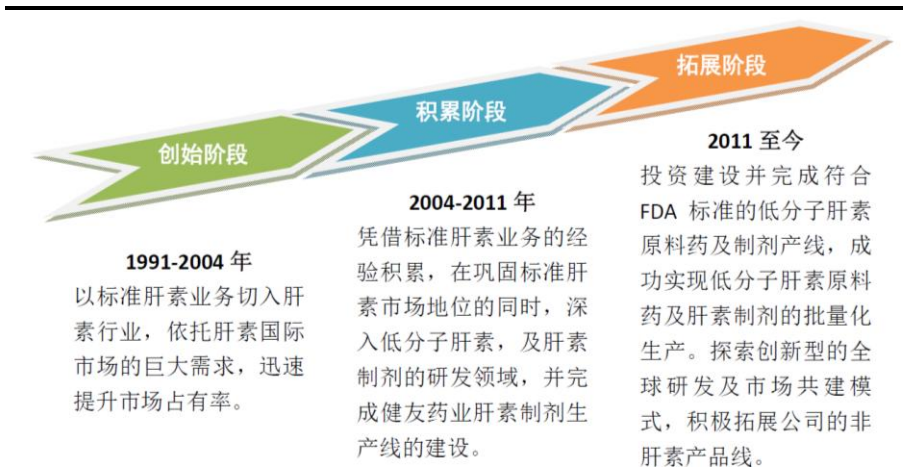 创始阶段
1991-2004 年
以标准肝素业务切入肝
素行业，依托肝素国际
市场的巨大需求，迅速
提升市场占有率。
积累阶段
2004-2011 年
凭借标准肝素业务的经
验积累，在巩固标准肝
素市场地位的同时，深
入低分子肝素，及肝素
制剂的研发领域，并完
成健友药业肝素制剂生
产线的建设。
拓展阶段
2011 至今
投资建设并完成符合
FDA 标准的低分子肝素
原料药及制剂产线，成
功实现低分子肝素原料
药及肝素制剂的批量化
生产。探索创新型的全
球研发及市场共建模
式，积极拓展公司的非
肝素产品线。